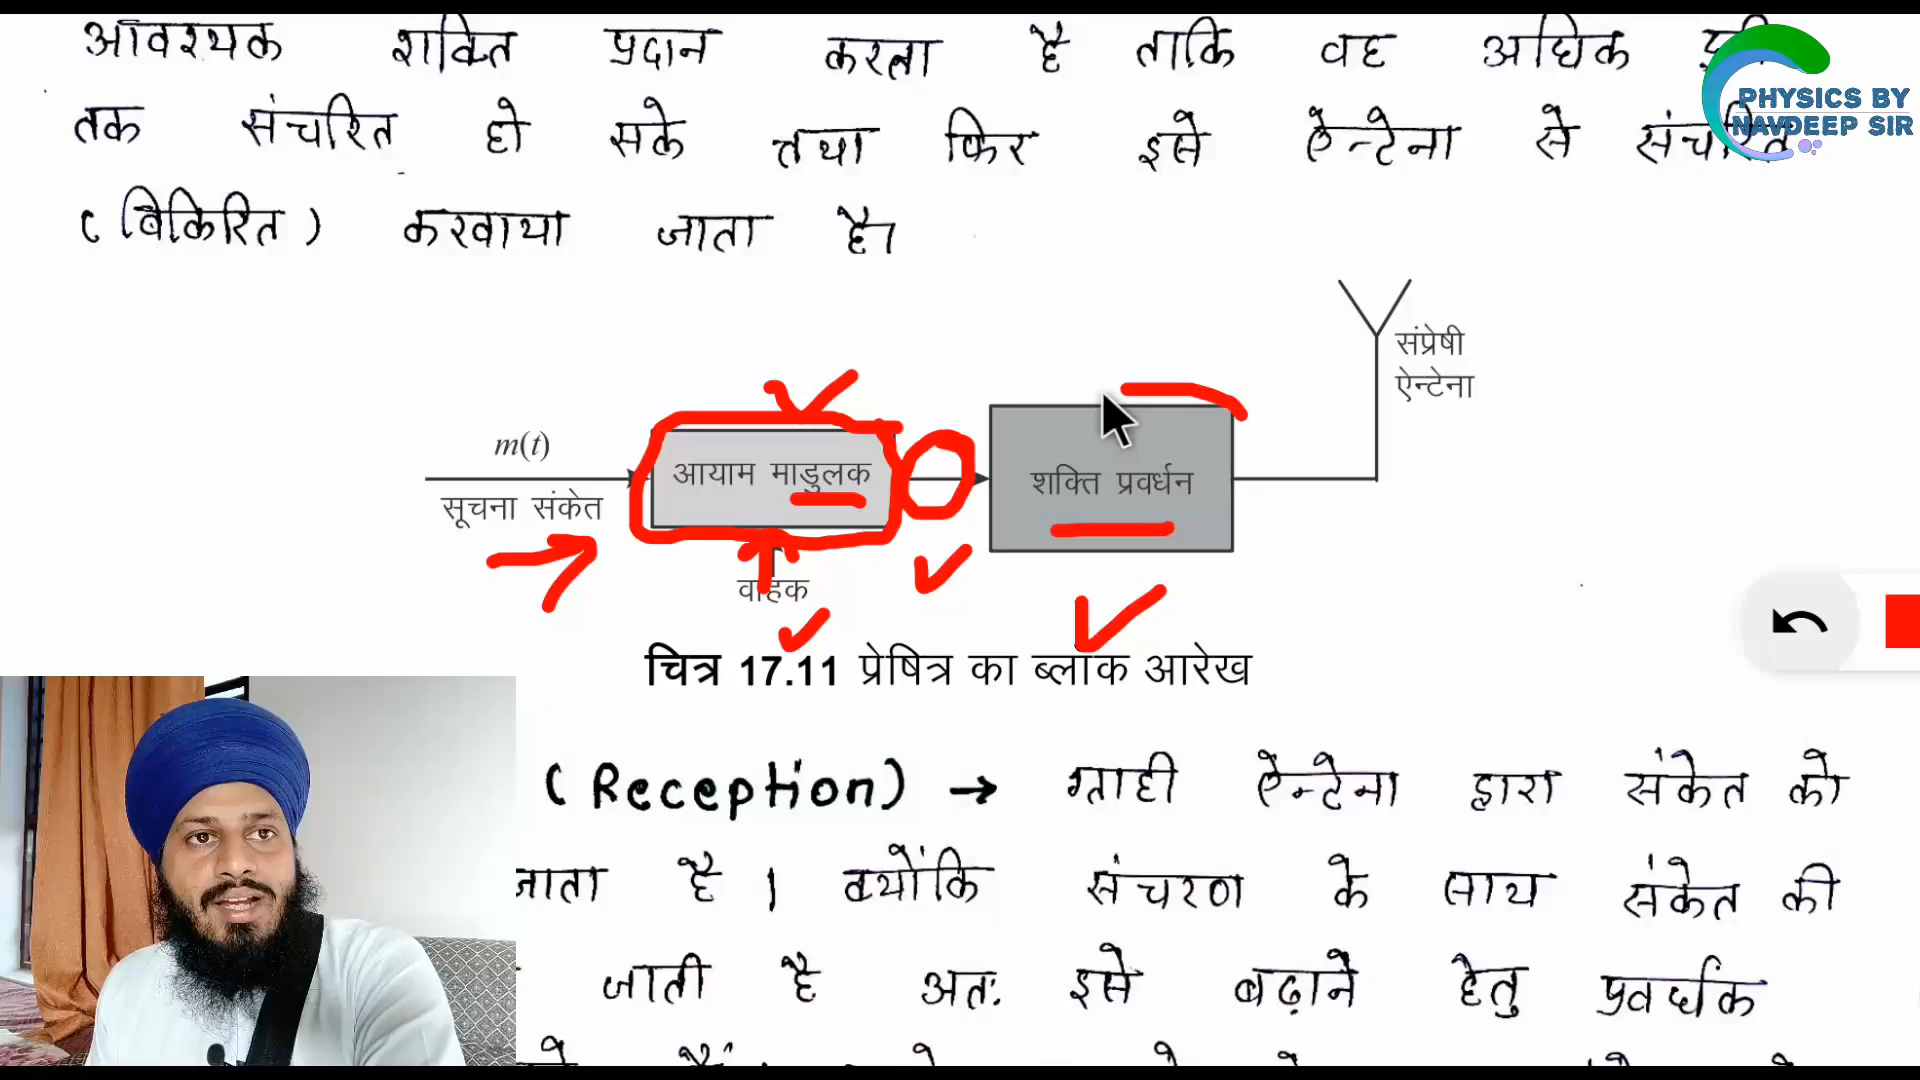 आवश्यक शक्ति प्रदान करता है ताकि वह अधिक
तक संचरित हो सके तथा फिर इसे ऐन्टेना से संचरित
(विकिरित) करवाया जाता है।
PHYSICS BY
NAVDEEP SIR
संप्रेषी
ऐन्टेना
m(t)
सूचना संकेत
आयाम माडुलक
शक्ति प्रवर्धन
वाहक
चित्र 17.11 प्रेषित्र का ब्लाक आरेख
(Reception) → ग्राही ऐन्टेना द्वारा संकेत को
जाता है । क्योंकि संचरण के साथ संकेत की
जाती है अतः इसे बढ़ाने हेतु प्रवर्धक